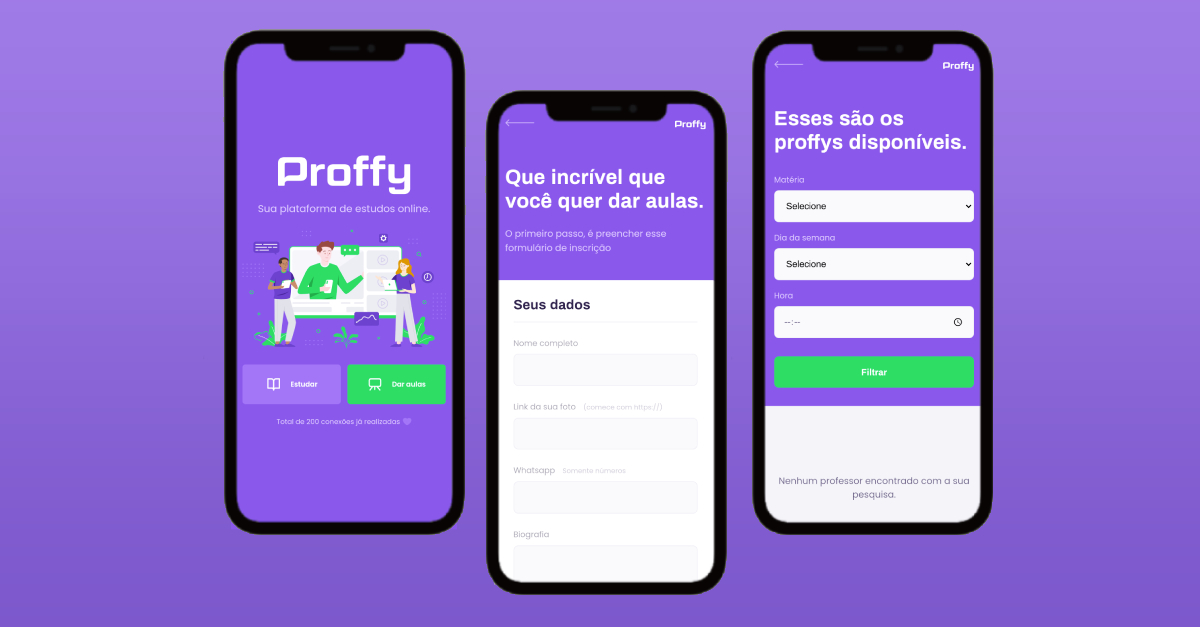 Proffy
Sua plataforma de estudos online.
Estudar
Dar aulas
Total de 200 conexões já realizadas
Proffy
Que incrível que
você quer dar aulas.
O primeiro passo, é preencher esse
formulário de inscrição
Seus dados
Nome completo
Link da sua foto (comece com https://)
Whatsapp Somente números
Biografia
Proffy
Esses são os
proffys disponíveis.
Matéria
Selecione
Dia da semana
Selecione
Hora
--:--
Filtrar
Nenhum professor encontrado com a sua
pesquisa.